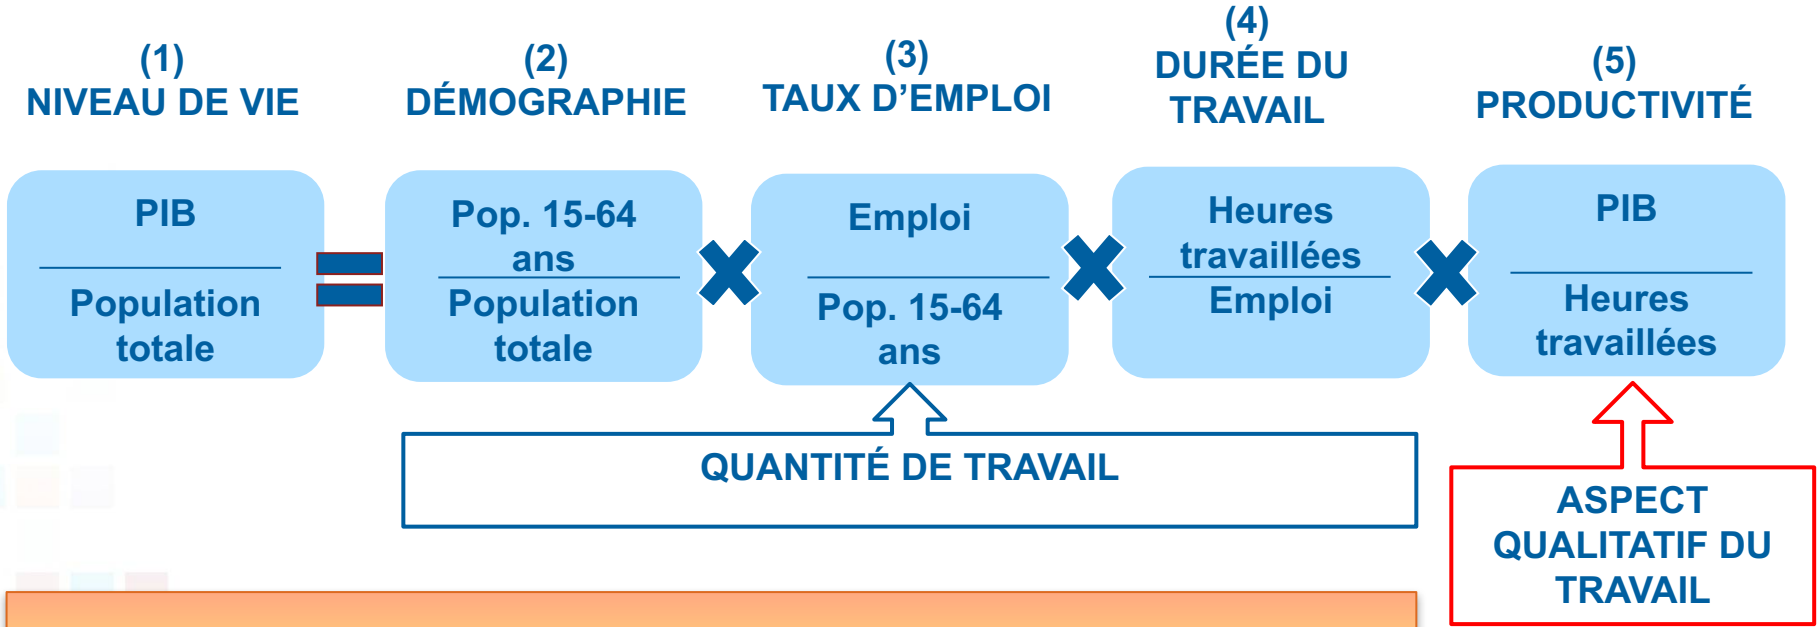 (1)
NIVEAU DE VIE
(2)
DÉMOGRAPHIE
(3)
TAUX D’EMPLOI
(4)
DURÉE DU
TRAVAIL
(5)
PRODUCTIVITÉ
PIB
Population
totale
Pop. 15-64
ans
Population
totale
Emploi
Pop. 15-64
ans
Heures
travaillées
Emploi
PIB
Heures
travaillées
QUANTITÉ DE TRAVAIL
ASPECT
QUALITATIF DU
TRAVAIL